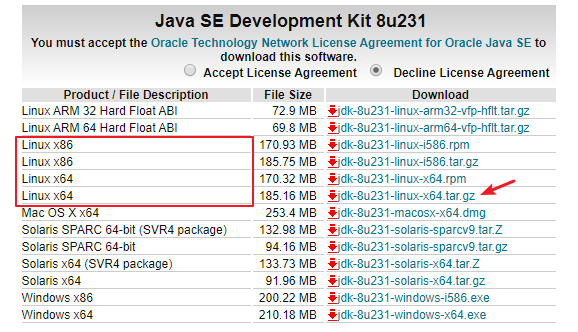 Java SE Development Kit 8u231
You must accept the Oracle Technology Network License Agreement for Oracle Java SE to
download this software.
Accept License Agreement Decline License Agreement
Product / File Description File Size Download
Linux ARM 32 Hard Float ABI 72.9 MB jdk-8u231-linux-arm32-vfp-hflt.tar.gz
Linux ARM 64 Hard Float ABI 69.8 MB jdk-8u231-linux-arm64-vfp-hflt.tar.gz
Linux x86 170.93 MB jdk-8u231-linux-i586.rpm
Linux x86 185.75 MB jdk-8u231-linux-i586.tar.gz
Linux x64 170.32 MB jdk-8u231-linux-x64.rpm
Linux x64 185.16 MB jdk-8u231-linux-x64.tar.gz
Mac OS X x64 253.4 MB jdk-8u231-macosx-x64.dmg
Solaris SPARC 64-bit (SVR4 package) 132.98 MB jdk-8u231-solaris-sparcv9.tar.Z
Solaris SPARC 64-bit 94.16 MB jdk-8u231-solaris-sparcv9.tar.gz
Solaris x64 (SVR4 package) 133.73 MB jdk-8u231-solaris-x64.tar.Z
Solaris x64 91.96 MB jdk-8u231-solaris-x64.tar.gz
Windows x86 200.22 MB jdk-8u231-windows-i586.exe
Windows x64 210.18 MB jdk-8u231-windows-x64.exe